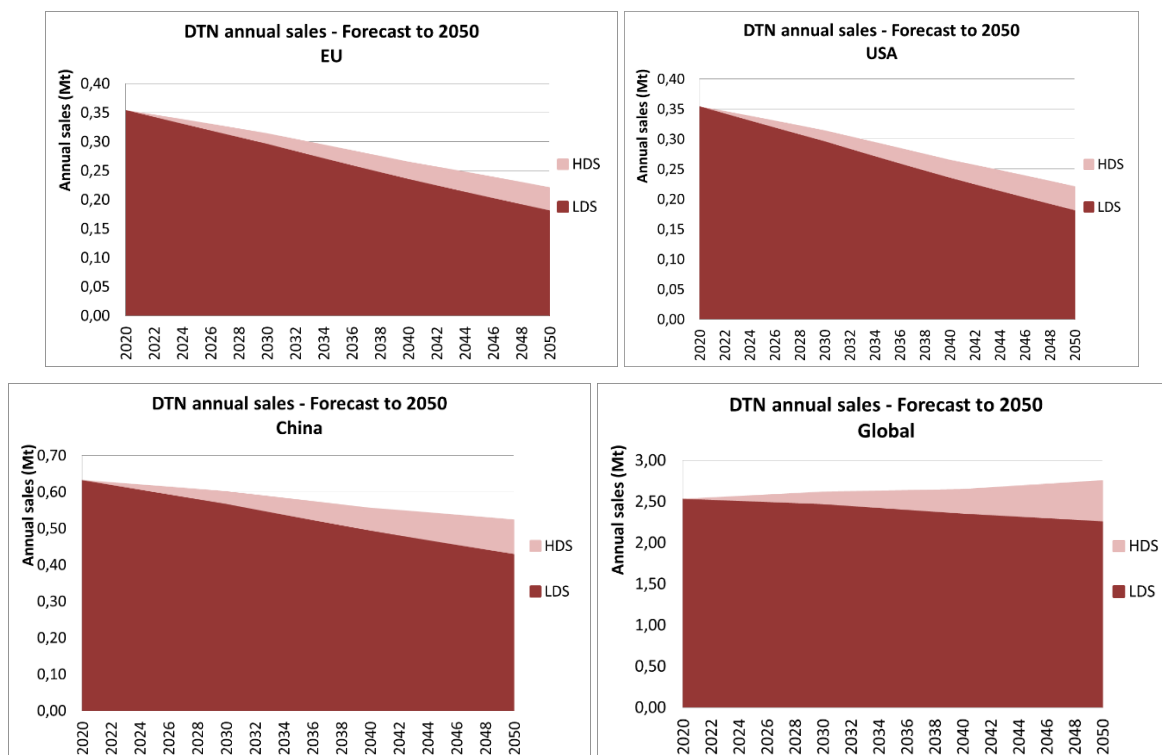 DTN annual sales - Forecast to 2050
EU
Annual sales (Mt)
0,40
0,35
0,30
0,25
0,20
0,15
0,10
0,05
0,00
2020 2022 2024 2026 2028 2030 2032 2034 2036 2038 2040 2042 2044 2046 2048 2050
HDS
LDS
DTN annual sales - Forecast to 2050
USA
Annual sales (Mt)
0,40
0,35
0,30
0,25
0,20
0,15
0,10
0,05
0,00
2020 2022 2024 2026 2028 2030 2032 2034 2036 2038 2040 2042 2044 2046 2048 2050
HDS
LDS
DTN annual sales - Forecast to 2050
China
Annual sales (Mt)
0,70
0,60
0,50
0,40
0,30
0,20
0,10
0,00
2020 2022 2024 2026 2028 2030 2032 2034 2036 2038 2040 2042 2044 2046 2048 2050
HDS
LDS
DTN annual sales - Forecast to 2050
Global
Annual sales (Mt)
3,00
2,50
2,00
1,50
1,00
0,50
0,00
2020 2022 2024 2026 2028 2030 2032 2034 2036 2038 2040 2042 2044 2046 2048 2050
HDS
LDS